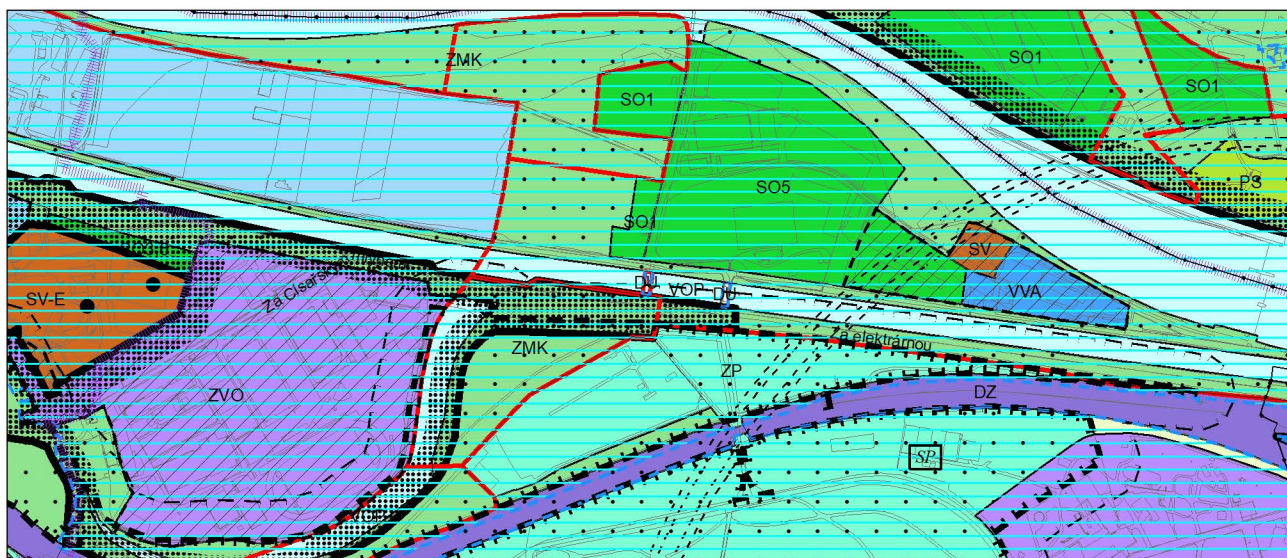 ZMK
SO1
SO1
SO1
PS
SO5
SO1
SV
VVA
DU
VOP
DU
SV-E
Za Císařským mlýnem
ZMK
Za elektrárnou
ZP
ZVO
DZ
SP